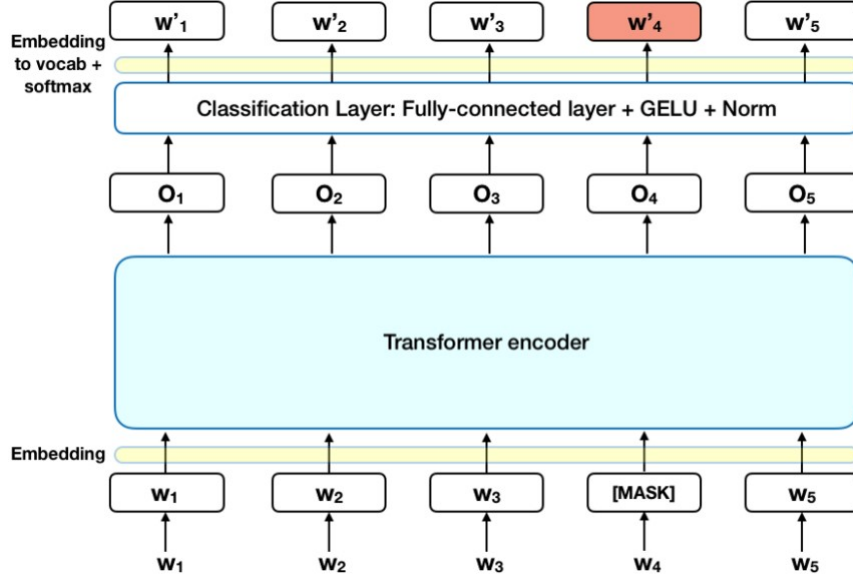 w'₁ w'₂ w'₃ w'₄ w'₅
Embedding
to vocab +
softmax
Classification Layer: Fully-connected layer + GELU + Norm
O₁ O₂ O₃ O₄ O₅
Transformer encoder
Embedding
w₁ w₂ w₃ [MASK] w₅
w₁ w₂ w₃ w₄ w₅